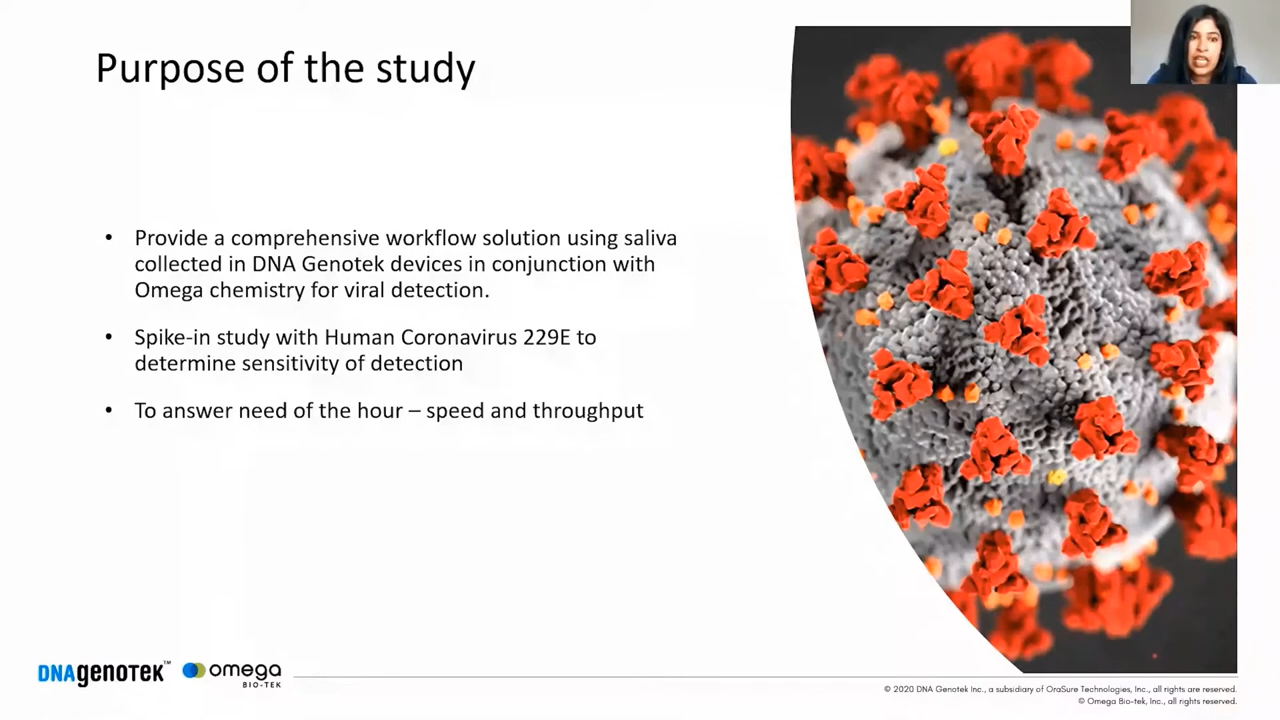 Purpose of the study
• Provide a comprehensive workflow solution using saliva
collected in DNA Genotek devices in conjunction with
Omega chemistry for viral detection.
• Spike-in study with Human Coronavirus 229E to
determine sensitivity of detection
• To answer need of the hour – speed and throughput
DNAgenotek™
omega
BIO-TEK
© 2020 DNA Genotek Inc., a subsidiary of OraSure Technologies, Inc., all rights are reserved.
© Omega Bio-tek, Inc., all rights reserved.